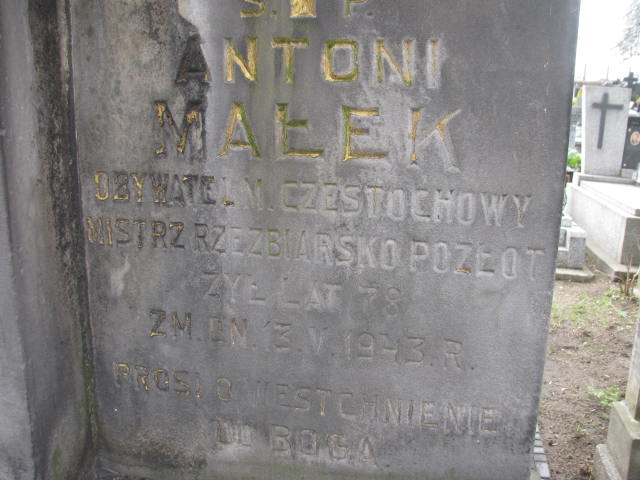 Ś. P.
ANTONI
MAŁEK
OBYWATEL M. CZĘSTOCHOWY
MISTRZ RZEŹBIARSKO POZŁOT
ŻYŁ LAT 78
ZM. DN. 13. V. 1943. R.
PROSI O WESTCHNIENIE
DO BOGA